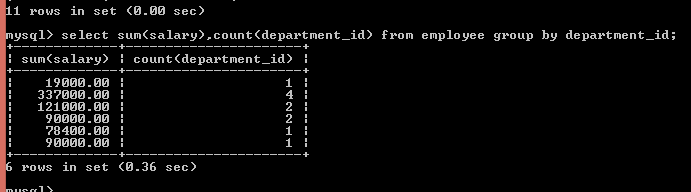 11 rows in set (0.00 sec)
mysql> select sum(salary),count(department_id) from employee group by department_id;
+-------------+----------------------+
| sum(salary) | count(department_id) |
+-------------+----------------------+
|    19000.00 |                    1 |
|   337000.00 |                    4 |
|   121000.00 |                    2 |
|    90000.00 |                    2 |
|    78400.00 |                    1 |
|    90000.00 |                    1 |
+-------------+----------------------+
6 rows in set (0.36 sec)
mysql>